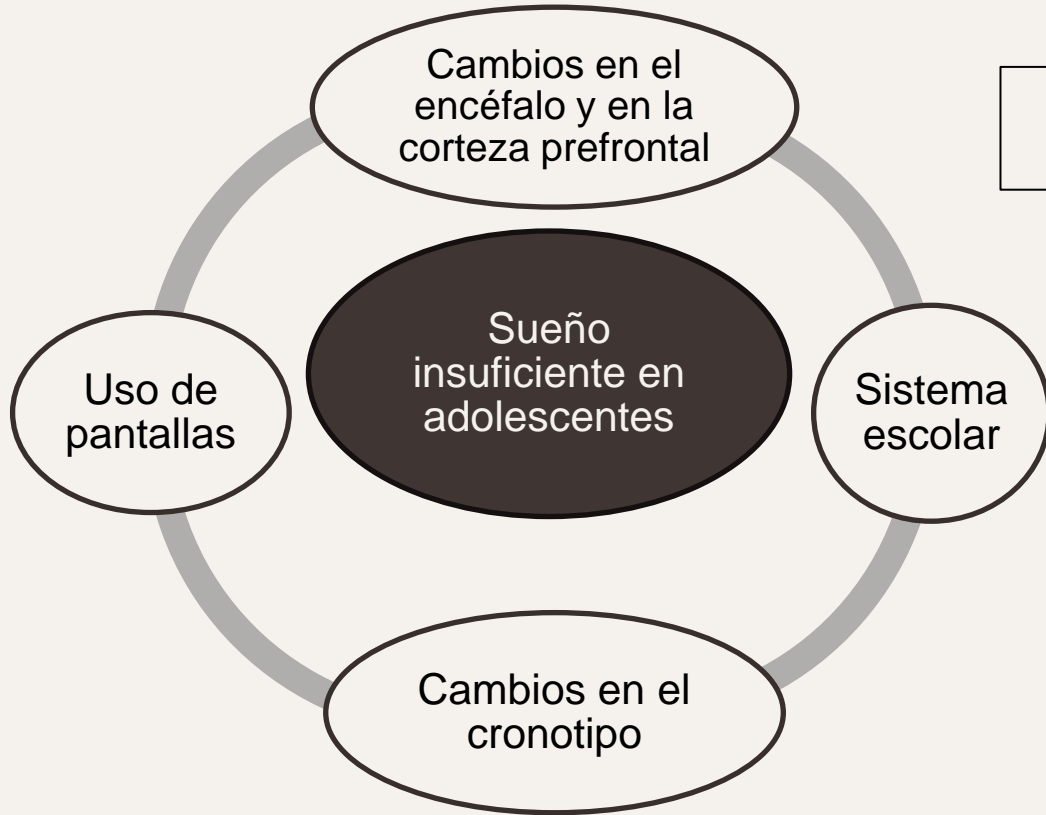 Cambios en el
encéfalo y en la
corteza prefrontal
Sueño
insuficiente en
adolescentes
Uso de
pantallas
Sistema
escolar
Cambios en el
cronotipo